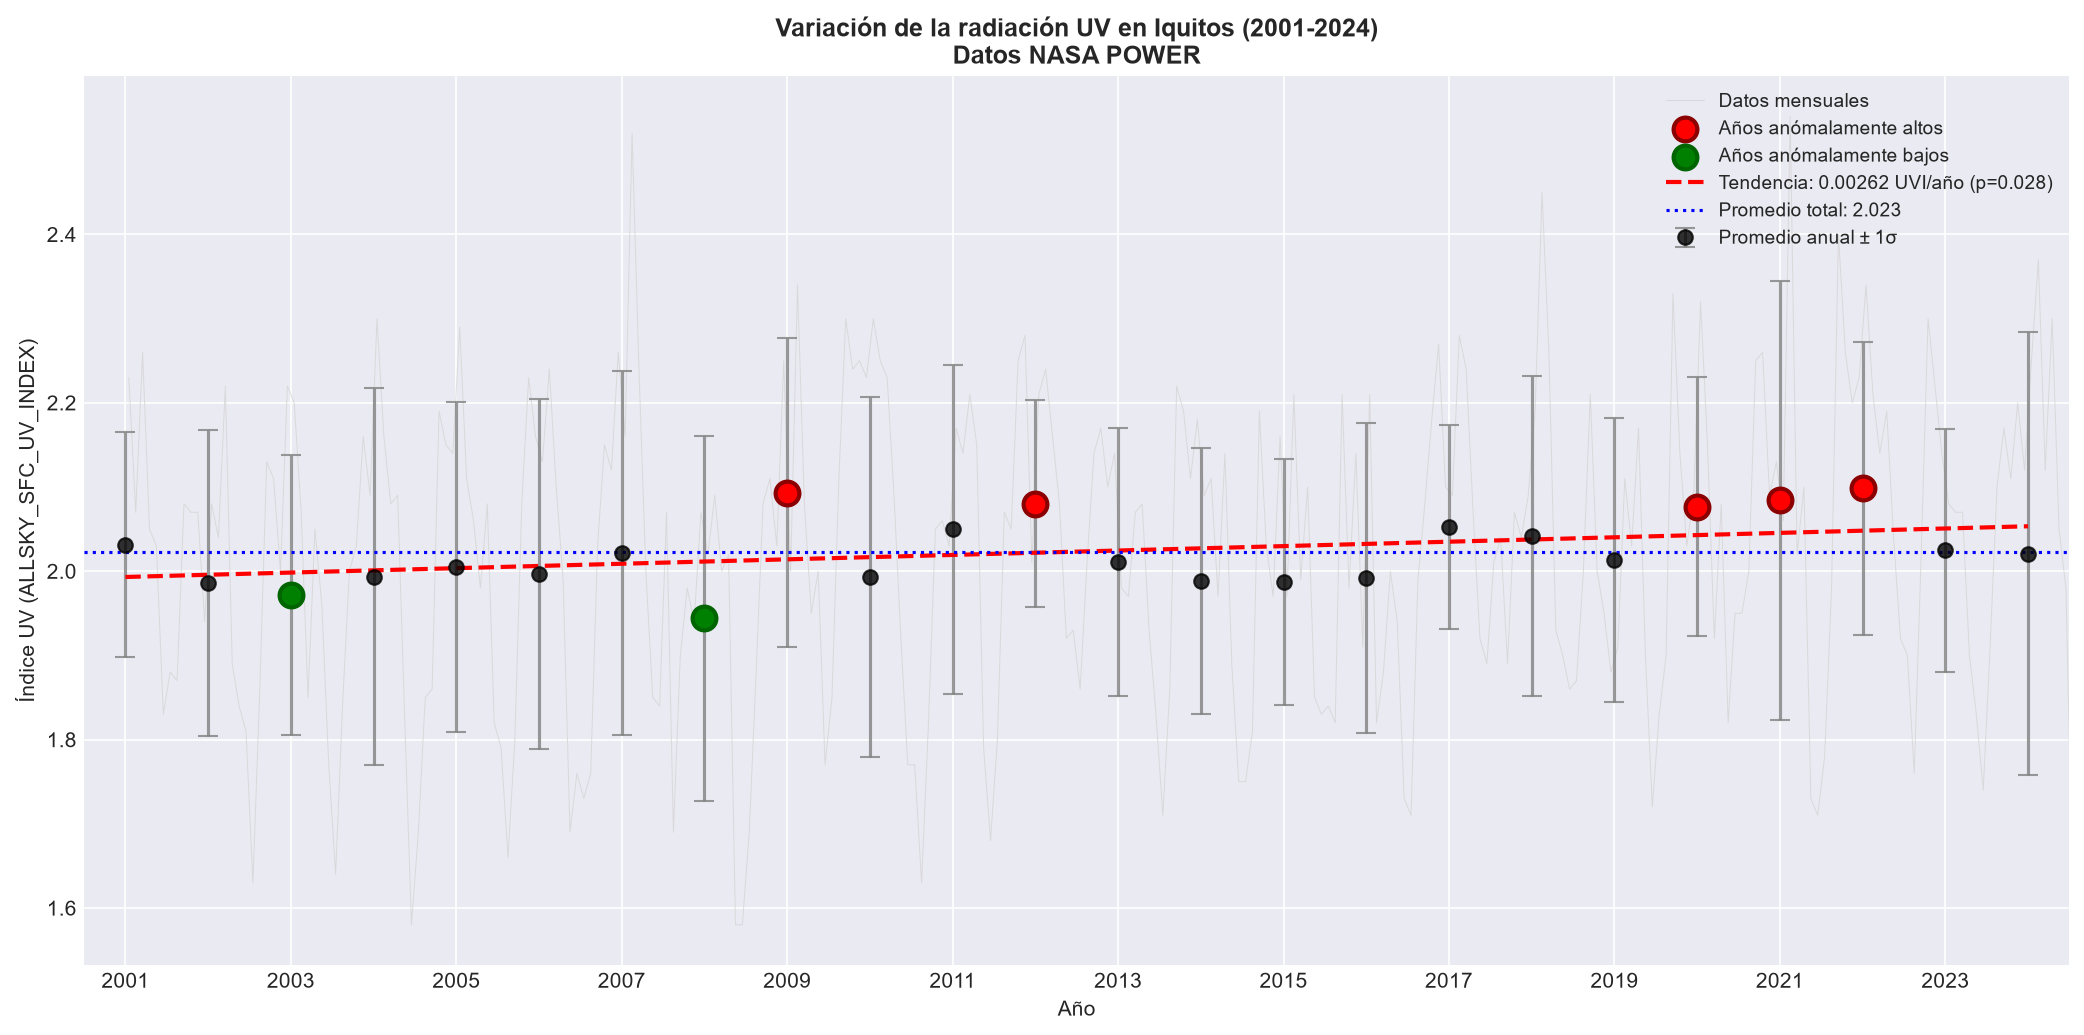 Variación de la radiación UV en Iquitos (2001-2024)
Datos NASA POWER
Datos mensuales
Años anómalamente altos
Años anómalamente bajos
Tendencia: 0.00262 UVI/año (p=0.028)
Promedio total: 2.023
Promedio anual ± 1σ
Índice UV (ALLSKY_SFC_UV_INDEX)
2.4
2.2
2.0
1.8
1.6
2001 2003 2005 2007 2009 2011 2013 2015 2017 2019 2021 2023
Año